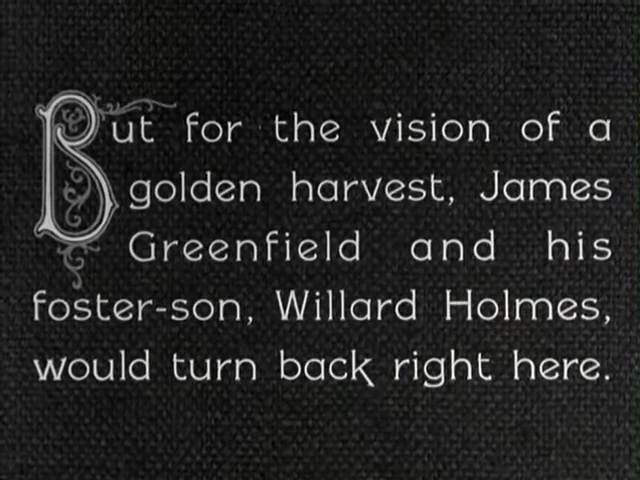 But for the vision of a
golden harvest, James
Greenfield and his
foster-son, Willard Holmes,
would turn back right here.